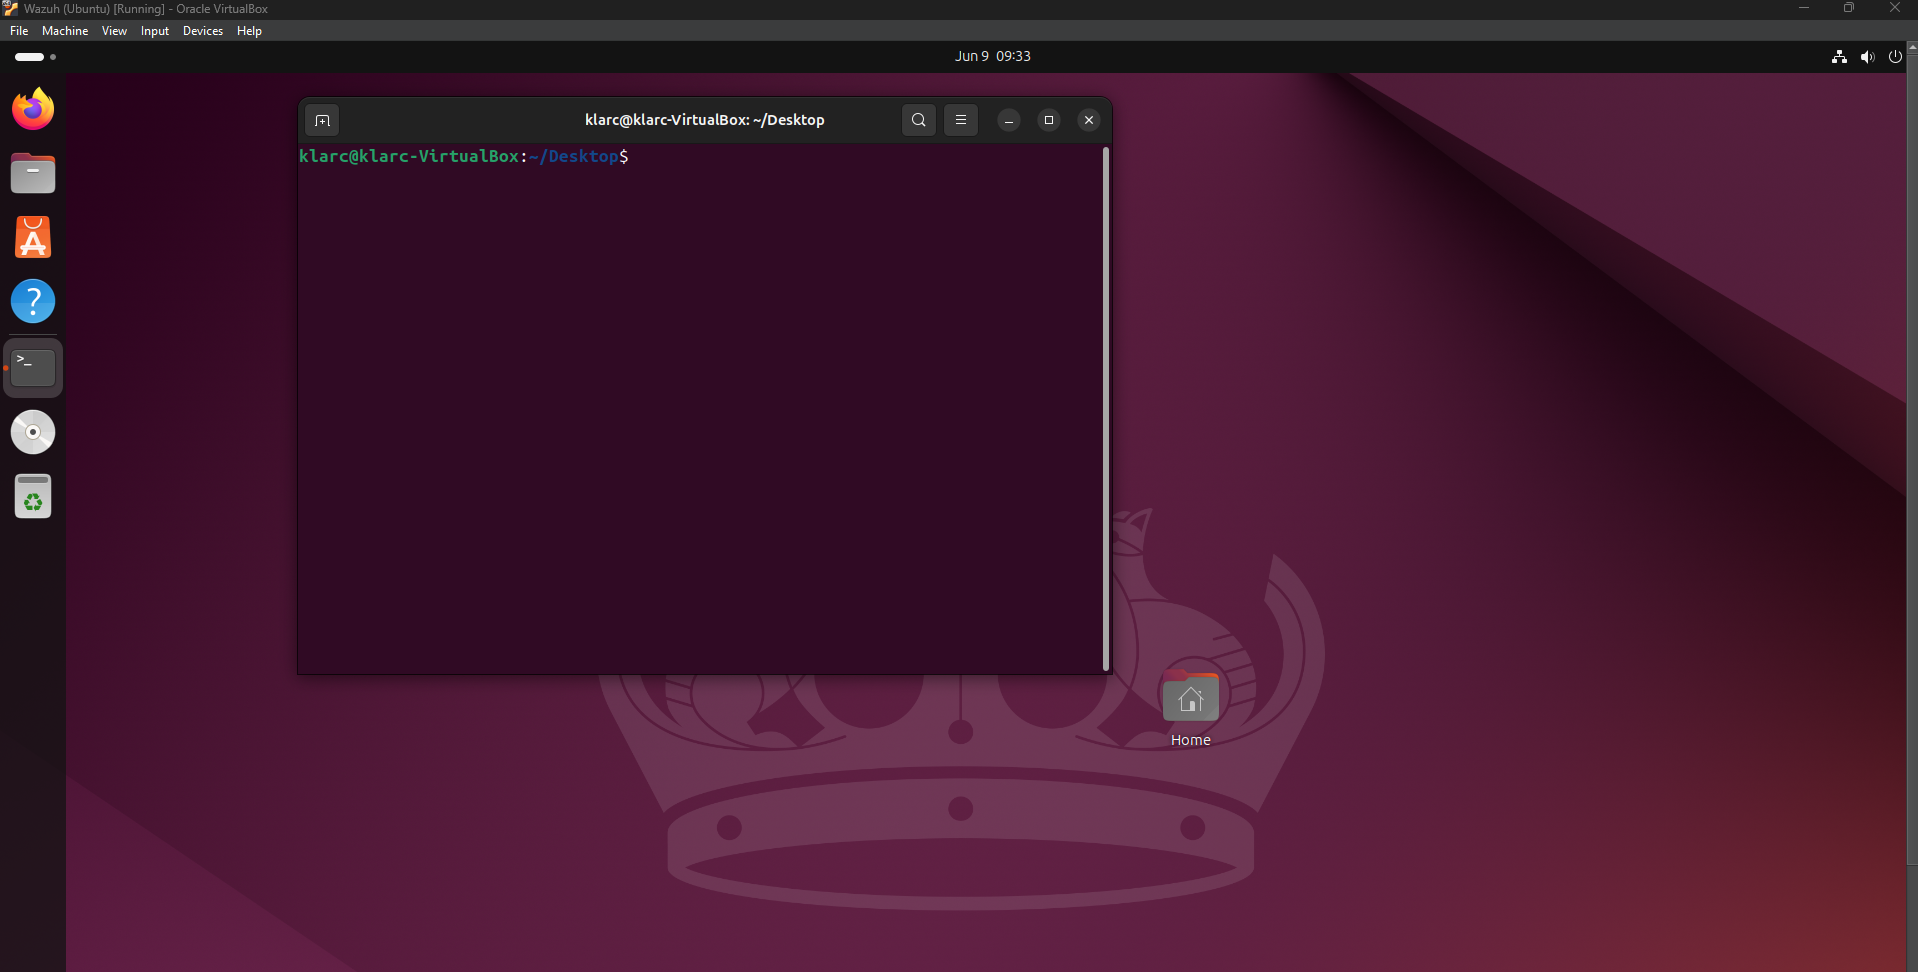 Wazuh (Ubuntu) [Running] - Oracle VirtualBox
File Machine View Input Devices Help
Jun 9 09:33
klarc@klarc-VirtualBox: ~/Desktop
klarc@klarc-VirtualBox:~/Desktop$
Home